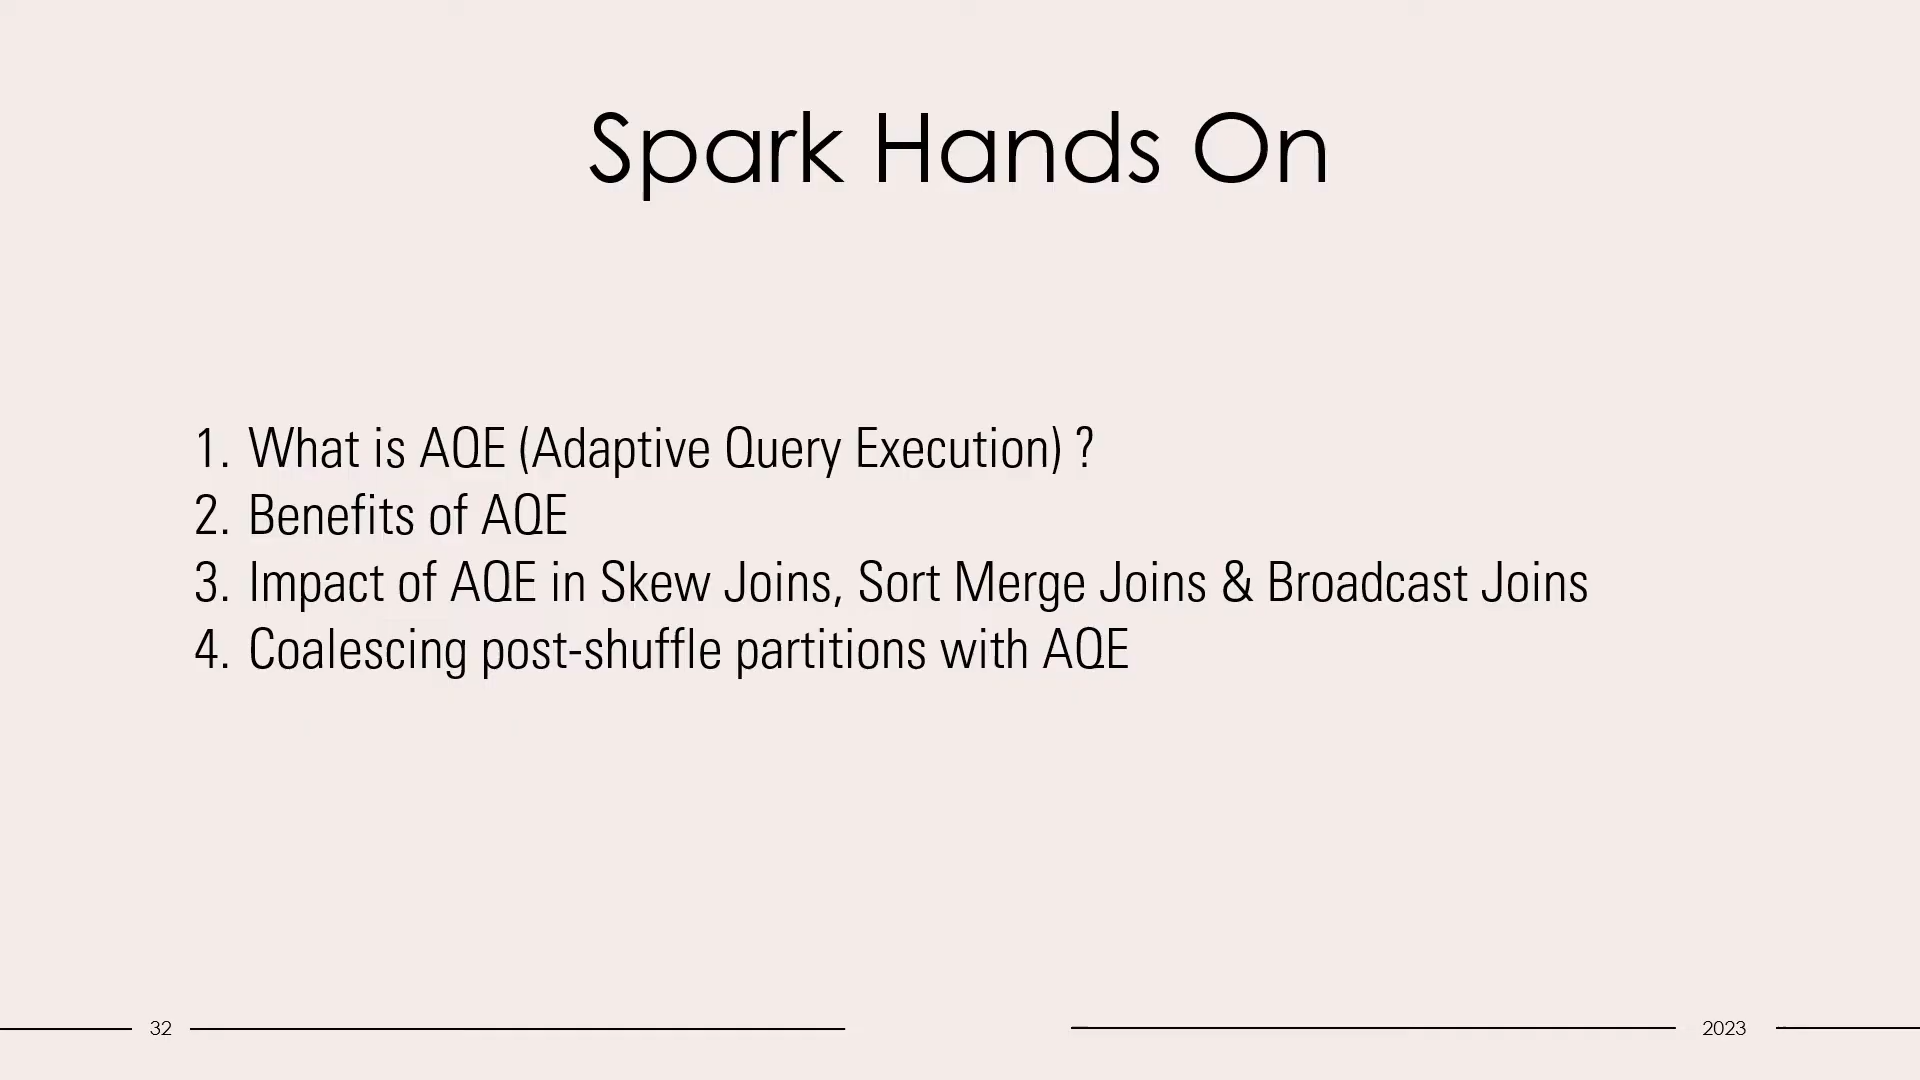 Spark Hands On
1. What is AQE (Adaptive Query Execution) ?
2. Benefits of AQE
3. Impact of AQE in Skew Joins, Sort Merge Joins & Broadcast Joins
4. Coalescing post-shuffle partitions with AQE
32
2023